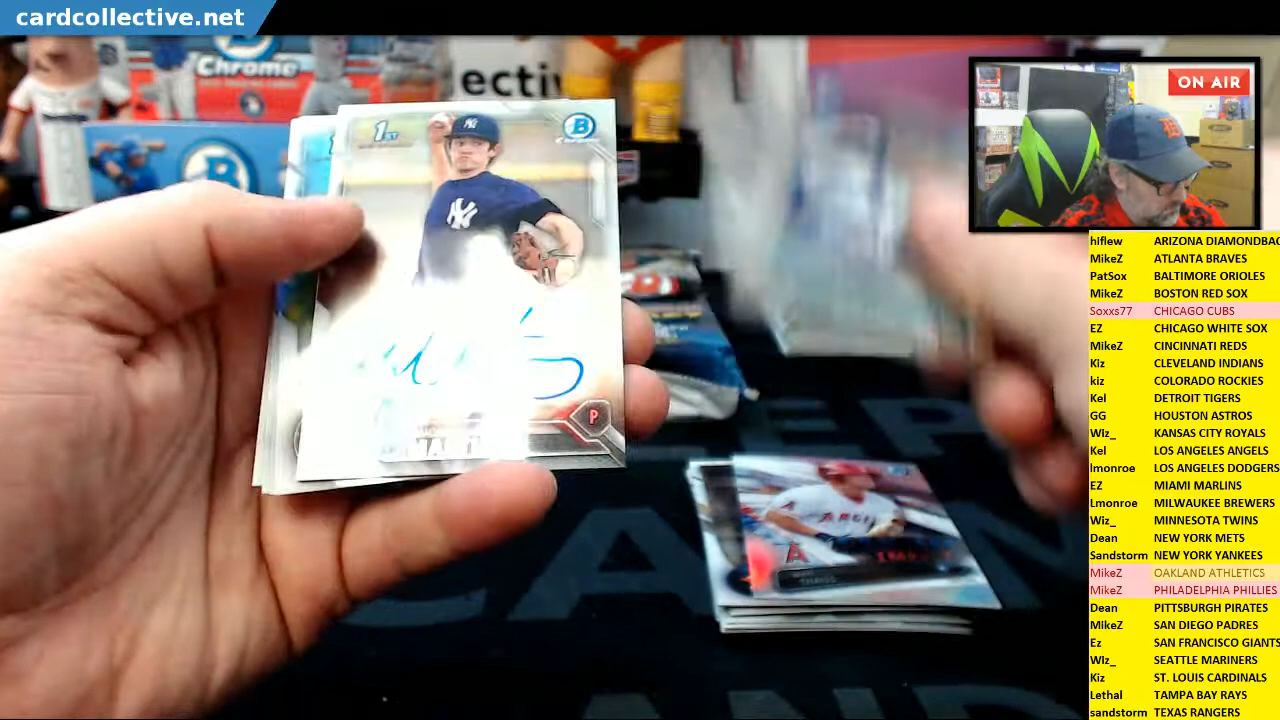 cardcollective.net
Chrome
ectiv
ON AIR
1ST
B
NY
P
ANGE
A
THAISS
hlflew ARIZONA DIAMONDBAC
MikeZ ATLANTA BRAVES
PatSox BALTIMORE ORIOLES
MikeZ BOSTON RED SOX
Soxxs77 CHICAGO CUBS
EZ CHICAGO WHITE SOX
MikeZ CINCINNATI REDS
Kiz CLEVELAND INDIANS
kiz COLORADO ROCKIES
Kel DETROIT TIGERS
GG HOUSTON ASTROS
Wiz_ KANSAS CITY ROYALS
Kel LOS ANGELES ANGELS
lmonroe LOS ANGELES DODGERS
EZ MIAMI MARLINS
Lmonroe MILWAUKEE BREWERS
Wiz_ MINNESOTA TWINS
Dean NEW YORK METS
Sandstorm NEW YORK YANKEES
MikeZ OAKLAND ATHLETICS
MikeZ PHILADELPHIA PHILLIES
Dean PITTSBURGH PIRATES
MikeZ SAN DIEGO PADRES
Ez SAN FRANCISCO GIANTS
Wiz_ SEATTLE MARINERS
Kiz ST. LOUIS CARDINALS
Lethal TAMPA BAY RAYS
sandstorm TEXAS RANGERS